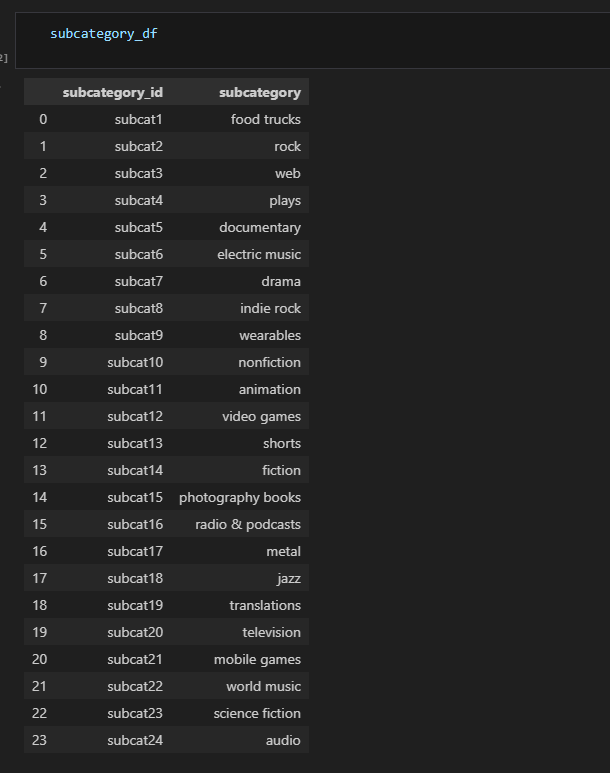 subcategory_df
2]
subcategory_id subcategory
0 subcat1 food trucks
1 subcat2 rock
2 subcat3 web
3 subcat4 plays
4 subcat5 documentary
5 subcat6 electric music
6 subcat7 drama
7 subcat8 indie rock
8 subcat9 wearables
9 subcat10 nonfiction
10 subcat11 animation
11 subcat12 video games
12 subcat13 shorts
13 subcat14 fiction
14 subcat15 photography books
15 subcat16 radio & podcasts
16 subcat17 metal
17 subcat18 jazz
18 subcat19 translations
19 subcat20 television
20 subcat21 mobile games
21 subcat22 world music
22 subcat23 science fiction
23 subcat24 audio